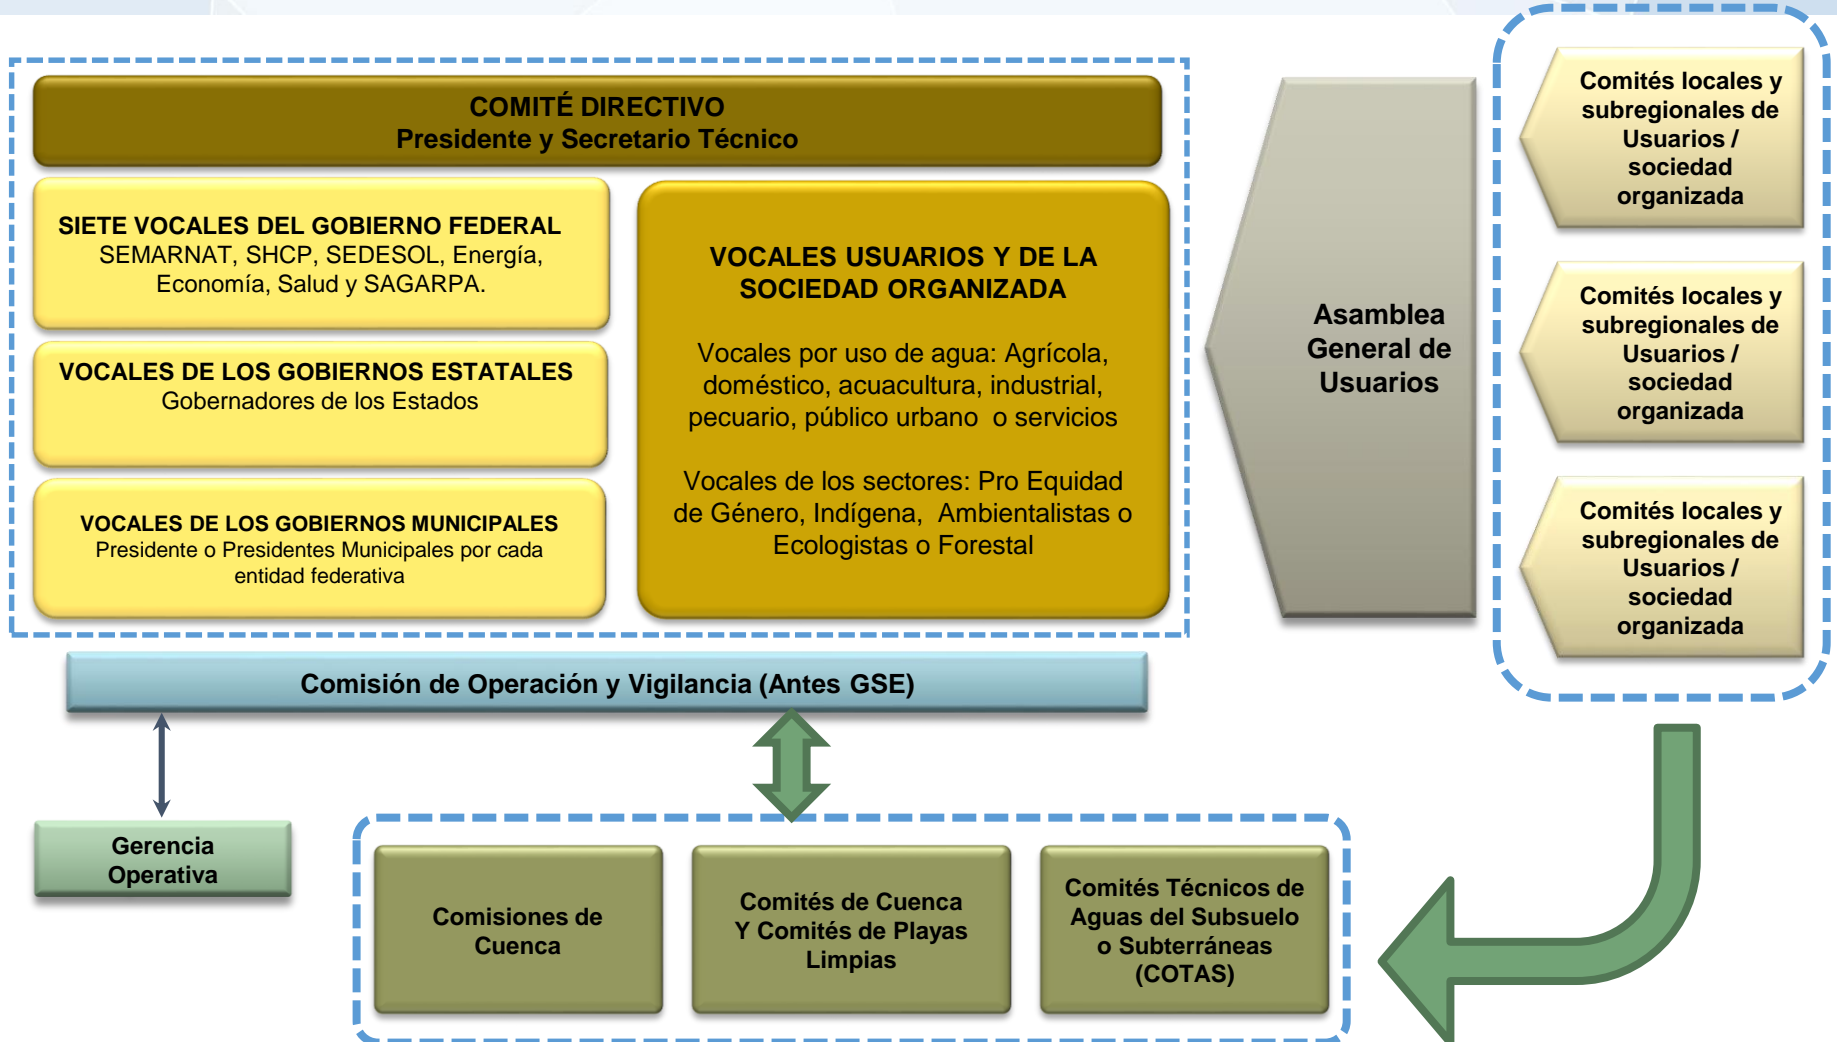 COMITÉ DIRECTIVO
Presidente y Secretario Técnico
SIETE VOCALES DEL GOBIERNO FEDERAL
SEMARNAT, SHCP, SEDESOL, Energía,
Economía, Salud y SAGARPA.
VOCALES DE LOS GOBIERNOS ESTATALES
Gobernadores de los Estados
VOCALES DE LOS GOBIERNOS MUNICIPALES
Presidente o Presidentes Municipales por cada
entidad federativa
VOCALES USUARIOS Y DE LA
SOCIEDAD ORGANIZADA
Vocales por uso de agua: Agrícola,
doméstico, acuacultura, industrial,
pecuario, público urbano o servicios
Vocales de los sectores: Pro Equidad
de Género, Indígena, Ambientalistas o
Ecologistas o Forestal
Asamblea
General de
Usuarios
Comités locales y
subregionales de
Usuarios /
sociedad
organizada
Comités locales y
subregionales de
Usuarios /
sociedad
organizada
Comités locales y
subregionales de
Usuarios /
sociedad
organizada
Comisión de Operación y Vigilancia (Antes GSE)
Gerencia
Operativa
Comisiones de
Cuenca
Comités de Cuenca
Y Comités de Playas
Limpias
Comités Técnicos de
Aguas del Subsuelo
o Subterráneas
(COTAS)